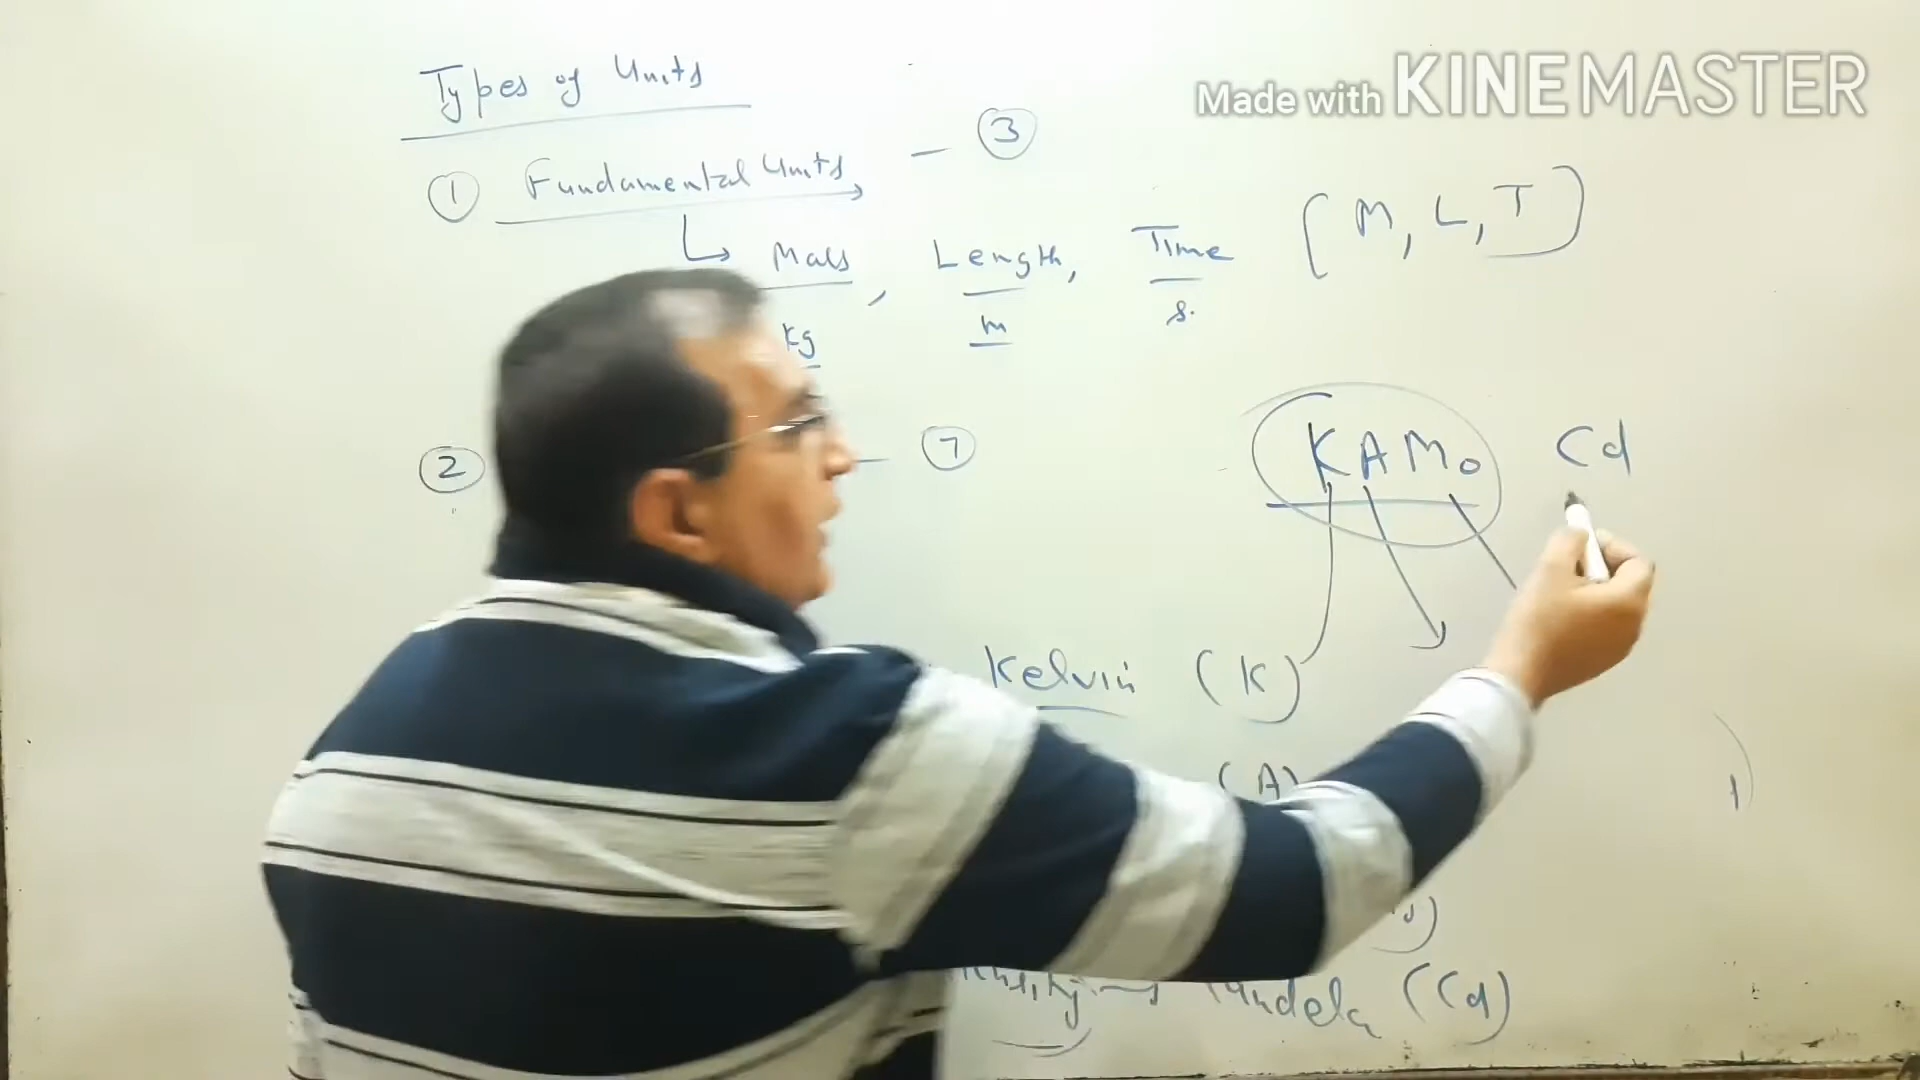 Made with KINEMASTER
Types of Units
① Fundamental Units — ③
Mass, Length, Time [M, L, T]
kg m s.
② — ⑦
KAMo Cd
Kelvin (K)
(A)
Candela (Cd)